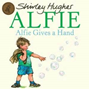 Shirley Hughes
ALFIE
Alfie Gives a Hand